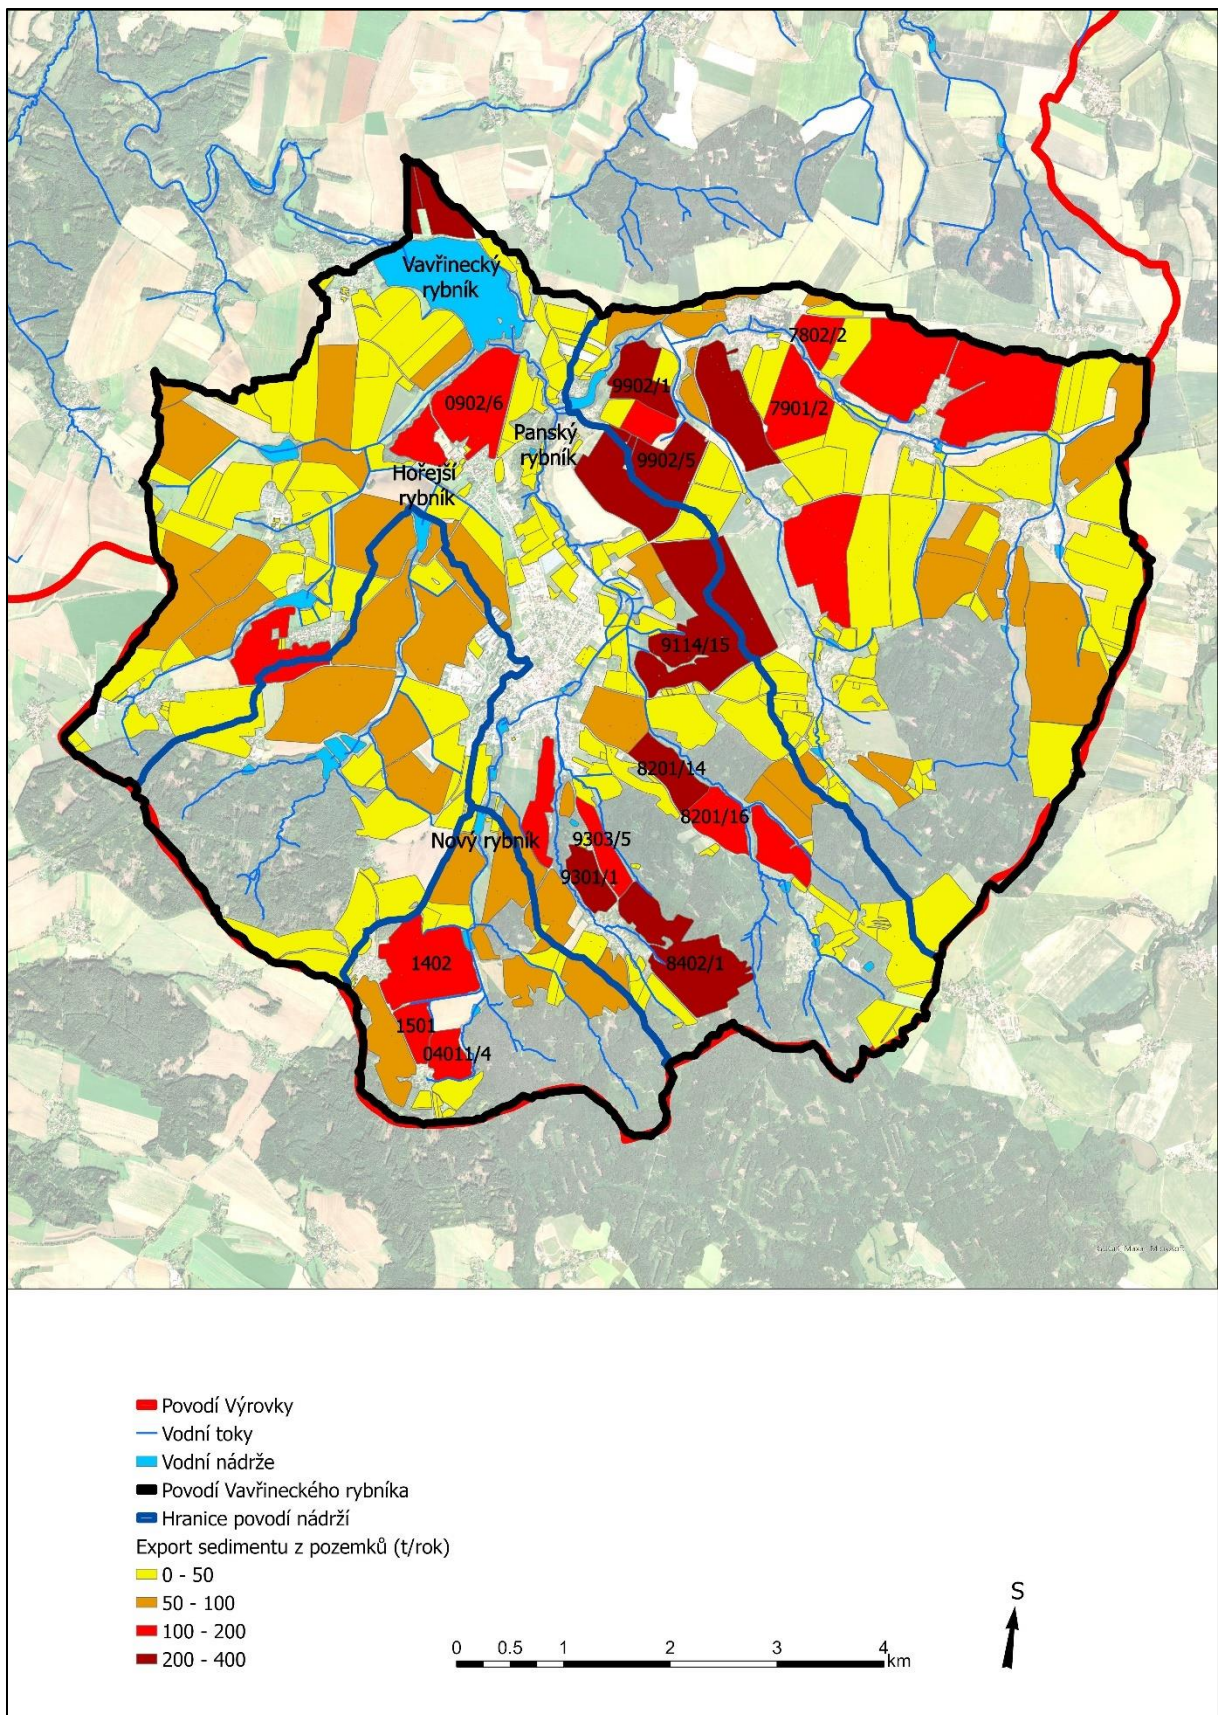 Vavřinecký
rybník
7802/2
9902/1
0902/6
7901/2
Panský
rybník
9902/5
Hořejší
rybník
9114/15
8201/14
8201/16
Nový rybník
9303/5
9301/1
1402
8402/1
1501
04011/4
Povodí Výrovky
Vodní toky
Vodní nádrže
Povodí Vavřineckého rybníka
Hranice povodí nádrží
Export sedimentu z pozemků (t/rok)
0 - 50
50 - 100
100 - 200
200 - 400
0 0.5 1 2 3 4
km
S